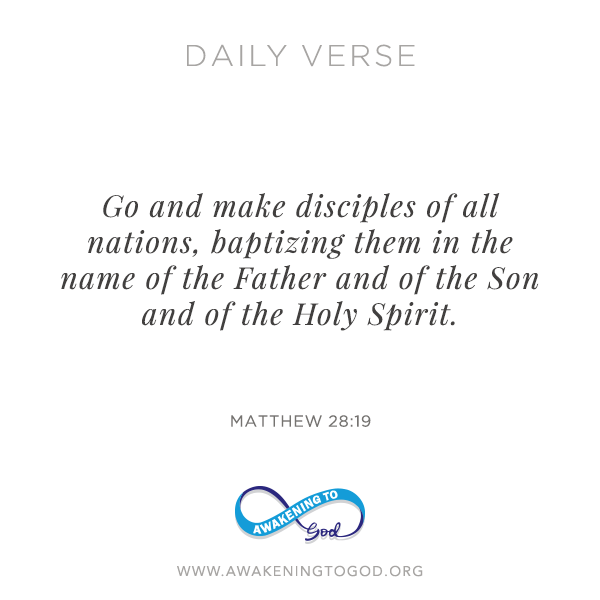 DAILY VERSE
Go and make disciples of all
nations, baptizing them in the
name of the Father and of the Son
and of the Holy Spirit.
MATTHEW 28:19
AWAKENING TO
God
WWW.AWAKENINGTOGOD.ORG